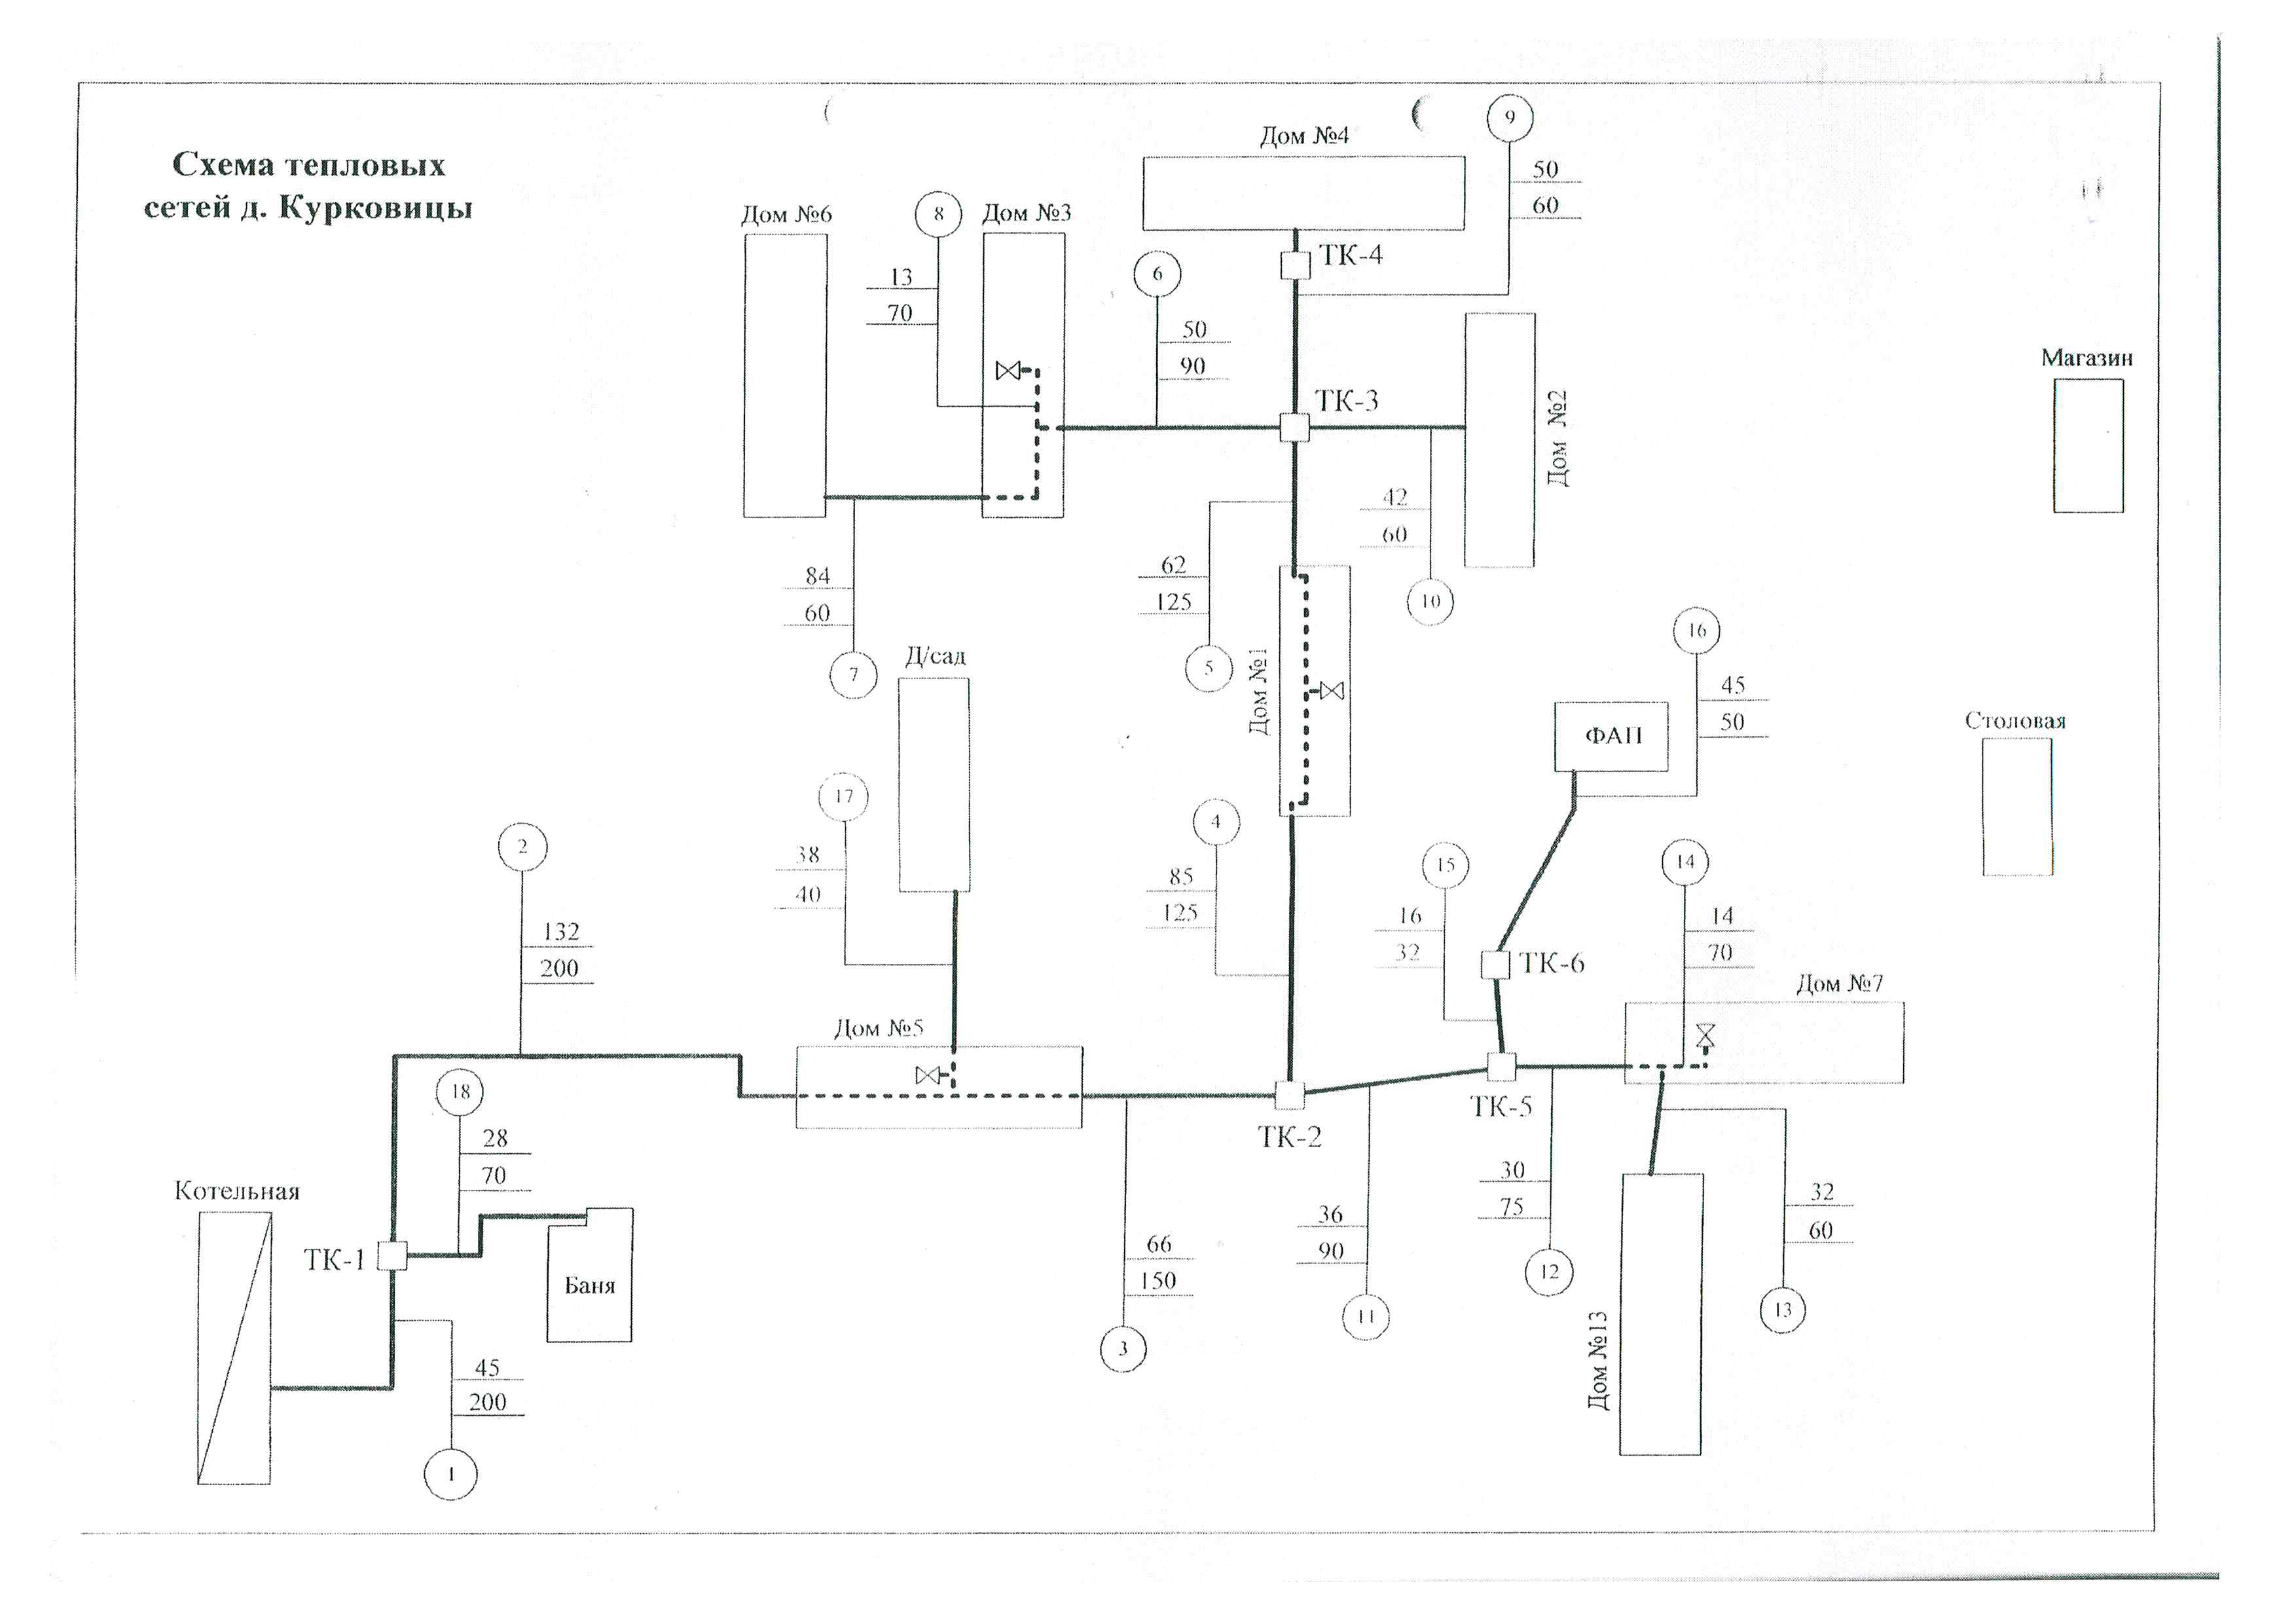 Схема тепловых
сетей д. Курковицы
Дом №4
9
50
60
ТК-4
Дом №6
8
Дом №3
13
70
6
50
90
ТК-3
Дом №2
42
60
10
Магазин
84
60
7
62
125
5
Дом №1
16
45
50
ФАП
Столовая
Д/сад
17
38
40
4
85
125
2
132
200
15
16
32
ТК-6
14
14
70
Дом №7
Дом №5
ТК-2
ТК-5
18
28
70
Котельная
ТК-1
Баня
45
200
1
66
150
3
36
90
11
30
75
12
32
60
13
Дом №13